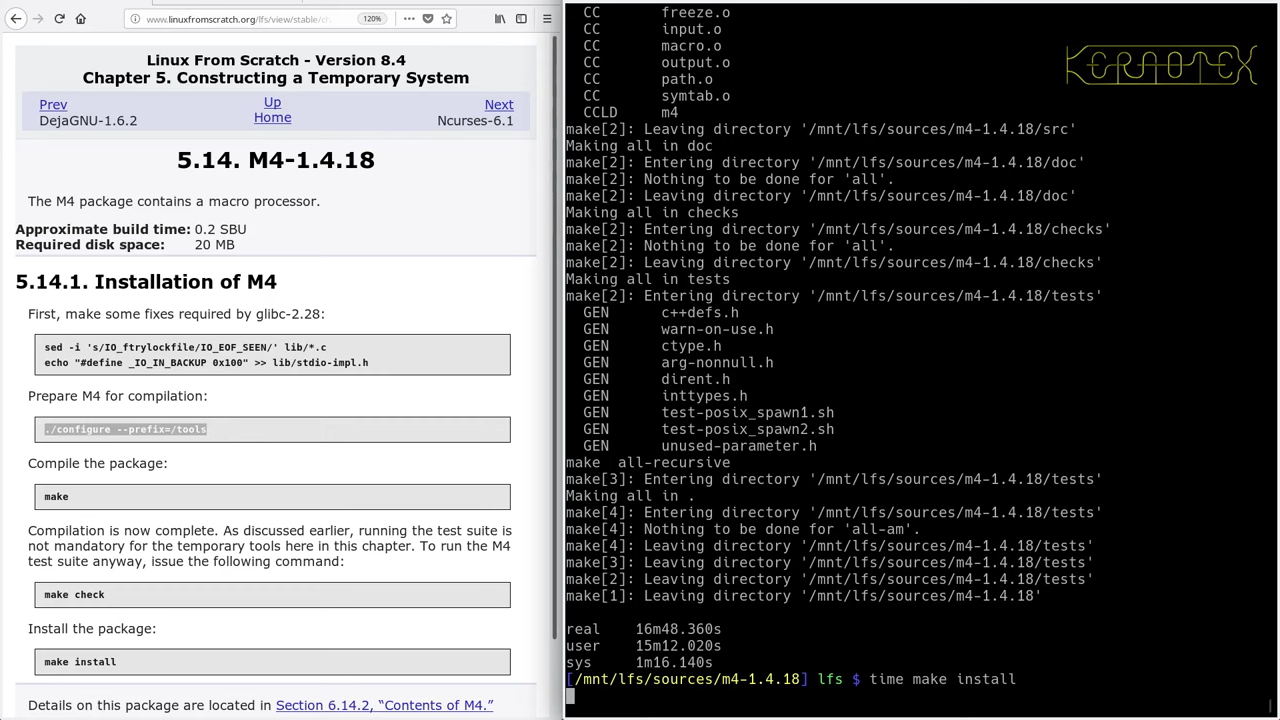 www.linuxfromscratch.org/lfs/view/stable/ch
120%
Linux From Scratch - Version 8.4
Chapter 5. Constructing a Temporary System
Prev Up Next
DejaGNU-1.6.2 Home Ncurses-6.1
5.14. M4-1.4.18
The M4 package contains a macro processor.
Approximate build time: 0.2 SBU
Required disk space: 20 MB
5.14.1. Installation of M4
First, make some fixes required by glibc-2.28:
sed -i 's/IO_ftrylockfile/IO_EOF_SEEN/' lib/*.c
echo "#define _IO_IN_BACKUP 0x100" >> lib/stdio-impl.h
Prepare M4 for compilation:
./configure --prefix=/tools
Compile the package:
make
Compilation is now complete. As discussed earlier, running the test suite is
not mandatory for the temporary tools here in this chapter. To run the M4
test suite anyway, issue the following command:
make check
Install the package:
make install
Details on this package are located in Section 6.14.2, “Contents of M4.”
CC freeze.o
CC input.o
CC macro.o
CC output.o
CC path.o
CC symtab.o
CCLD m4
make[2]: Leaving directory '/mnt/lfs/sources/m4-1.4.18/src'
Making all in doc
make[2]: Entering directory '/mnt/lfs/sources/m4-1.4.18/doc'
make[2]: Nothing to be done for 'all'.
make[2]: Leaving directory '/mnt/lfs/sources/m4-1.4.18/doc'
Making all in checks
make[2]: Entering directory '/mnt/lfs/sources/m4-1.4.18/checks'
make[2]: Nothing to be done for 'all'.
make[2]: Leaving directory '/mnt/lfs/sources/m4-1.4.18/checks'
Making all in tests
make[2]: Entering directory '/mnt/lfs/sources/m4-1.4.18/tests'
GEN c++defs.h
GEN warn-on-use.h
GEN ctype.h
GEN arg-nonnull.h
GEN dirent.h
GEN inttypes.h
GEN test-posix_spawn1.sh
GEN test-posix_spawn2.sh
GEN unused-parameter.h
make all-recursive
make[3]: Entering directory '/mnt/lfs/sources/m4-1.4.18/tests'
Making all in .
make[4]: Entering directory '/mnt/lfs/sources/m4-1.4.18/tests'
make[4]: Nothing to be done for 'all-am'.
make[4]: Leaving directory '/mnt/lfs/sources/m4-1.4.18/tests'
make[3]: Leaving directory '/mnt/lfs/sources/m4-1.4.18/tests'
make[2]: Leaving directory '/mnt/lfs/sources/m4-1.4.18/tests'
make[1]: Leaving directory '/mnt/lfs/sources/m4-1.4.18'
real 16m48.360s
user 15m12.020s
sys 1m16.140s
[/mnt/lfs/sources/m4-1.4.18] lfs $ time make install